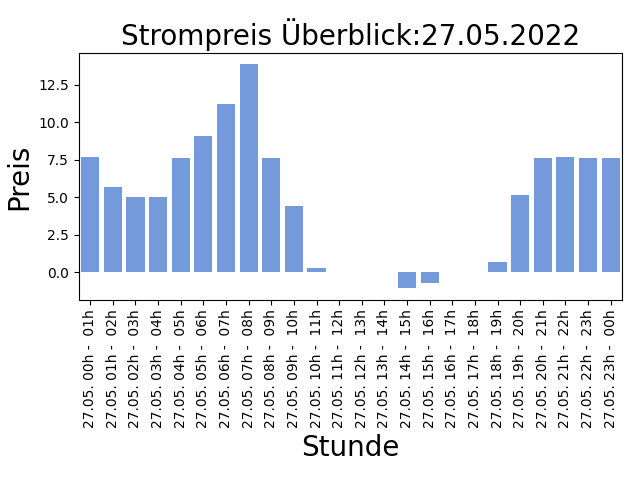 Strompreis Überblick:27.05.2022
Preis
12.5
10.0
7.5
5.0
2.5
0.0
27.05. 00h -   01h
27.05. 01h -   02h
27.05. 02h -   03h
27.05. 03h -   04h
27.05. 04h -   05h
27.05. 05h -   06h
27.05. 06h -   07h
27.05. 07h -   08h
27.05. 08h -   09h
27.05. 09h -   10h
27.05. 10h -   11h
27.05. 11h -   12h
27.05. 12h -   13h
27.05. 13h -   14h
27.05. 14h -   15h
27.05. 15h -   16h
27.05. 16h -   17h
27.05. 17h -   18h
27.05. 18h -   19h
27.05. 19h -   20h
27.05. 20h -   21h
27.05. 21h -   22h
27.05. 22h -   23h
27.05. 23h -   00h
Stunde